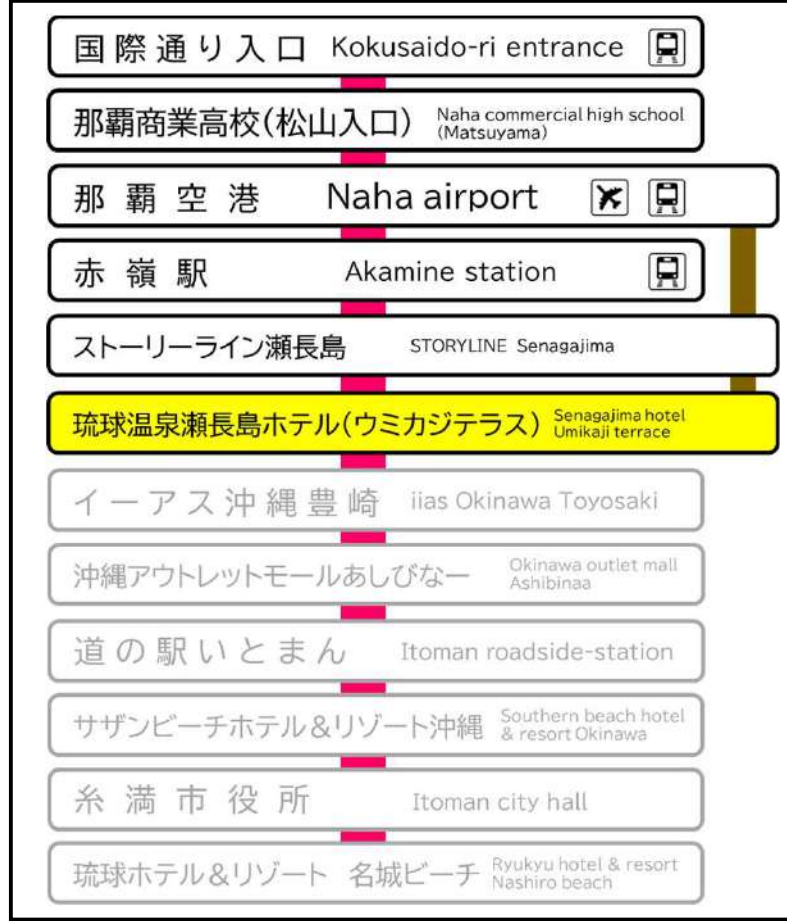 国際通り入口 Kokusaido-ri entrance
那覇商業高校(松山入口) Naha commercial high school
(Matsuyama)
那覇空港 Naha airport
赤嶺駅 Akamine station
ストーリーライン瀬長島 STORYLINE Senagajima
琉球温泉瀬長島ホテル(ウミカジテラス) Senagajima hotel
Umikaji terrace
イーアス沖縄豊崎 iias Okinawa Toyosaki
沖縄アウトレットモールあしびなー Okinawa outlet mall
Ashibinaa
道の駅いとまん Itoman roadside-station
サザンビーチホテル&リゾート沖縄 Southern beach hotel
& resort Okinawa
糸満市役所 Itoman city hall
琉球ホテル&リゾート 名城ビーチ Ryukyu hotel & resort
Nashiro beach